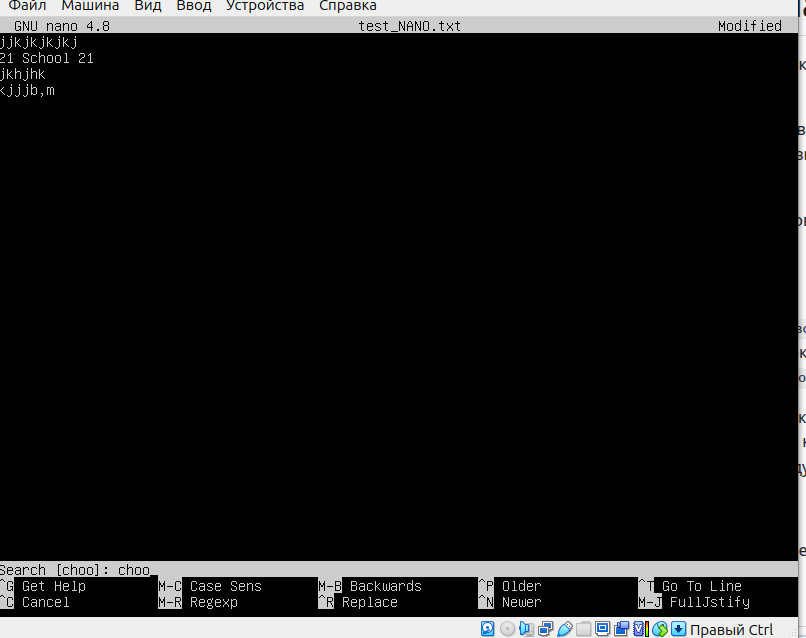 Файл Машина Вид Ввод Устройства Справка
GNU nano 4.8 test_NANO.txt Modified
jjkjkjkjkj
21 School 21
jkhjhk
kjjjb,m
Search [choo]: choo
^G Get Help M-C Case Sens M-B Backwards ^P Older ^T Go To Line
^C Cancel M-R Regexp ^R Replace ^N Newer M-J FullJstify
Правый Ctrl